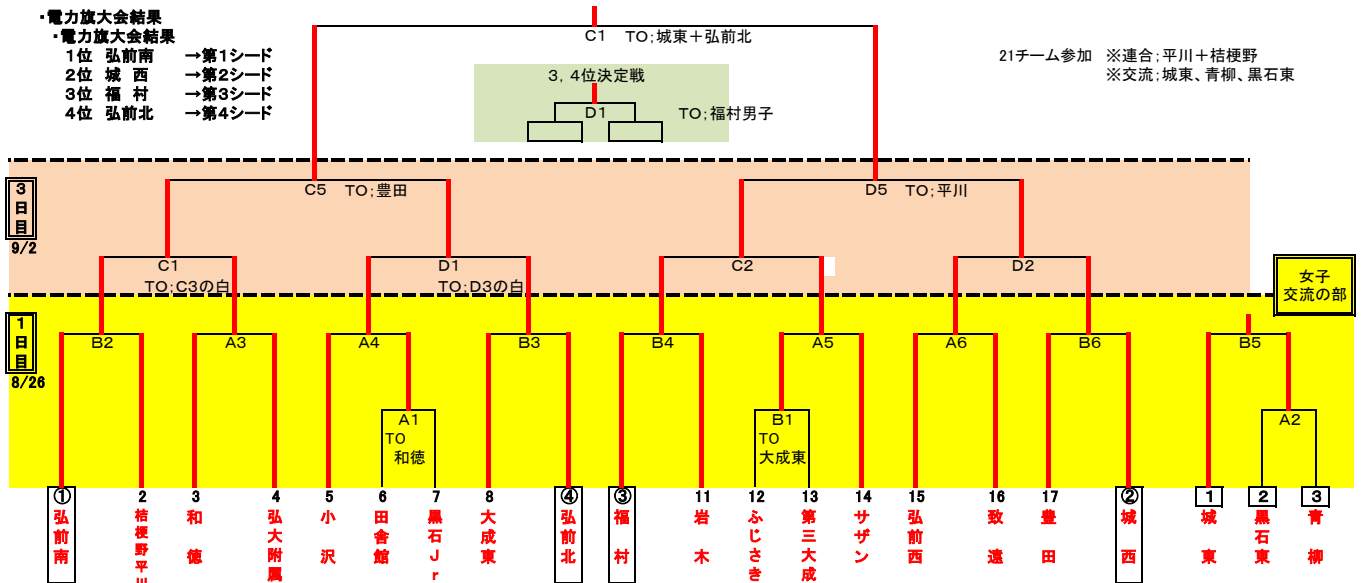 ・電力旗大会結果
・電力旗大会結果
1位 弘前南 →第1シード
2位 城 西 →第2シード
3位 福 村 →第3シード
4位 弘前北 →第4シード
C1 TO;城東＋弘前北
21チーム参加 ※連合;平川＋桔梗野
※交流;城東、青柳、黒石東
3，4位決定戦
D1 TO;福村男子
3日目
9/2
C5 TO;豊田
D5 TO;平川
C1
TO;C3の白
D1
TO;D3の白
C2
D2
女子
交流の部
1日目
8/26
B2
A3
A4
B3
B4
A5
A6
B6
B5
A1
TO
和徳
B1
TO
大成東
A2
① 弘前南
2 桔梗野平川
3 和徳
4 弘大附属
5 小沢
6 田舎館
7 黒石Jr
8 大成東
④ 弘前北
③ 福村
11 岩木
12 ふじさき
13 第三大成
14 サザン
15 弘前西
16 致遠
17 豊田
② 城西
1 城東
2 黒石東
3 青柳